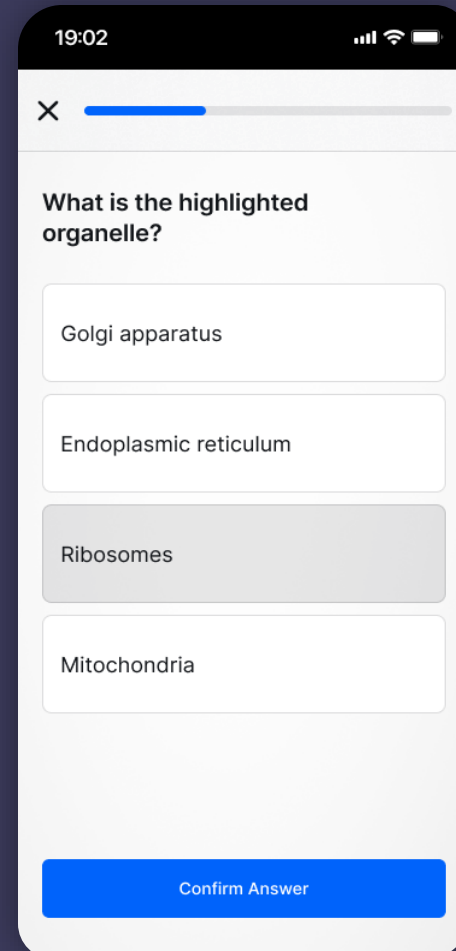 19:02
What is the highlighted
organelle?
Golgi apparatus
Endoplasmic reticulum
Ribosomes
Mitochondria
Confirm Answer